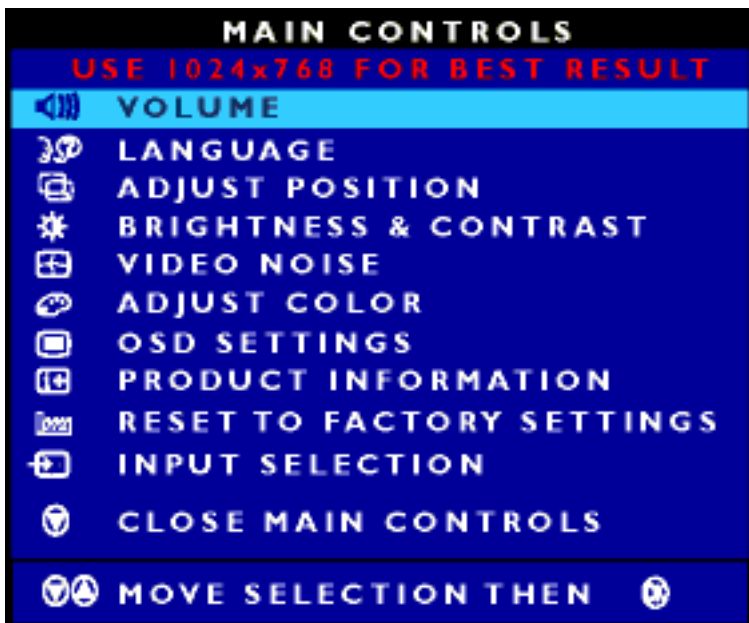 MAIN CONTROLS
USE 1024x768 FOR BEST RESULT
VOLUME
LANGUAGE
ADJUST POSITION
BRIGHTNESS & CONTRAST
VIDEO NOISE
ADJUST COLOR
OSD SETTINGS
PRODUCT INFORMATION
RESET TO FACTORY SETTINGS
INPUT SELECTION
CLOSE MAIN CONTROLS
MOVE SELECTION THEN